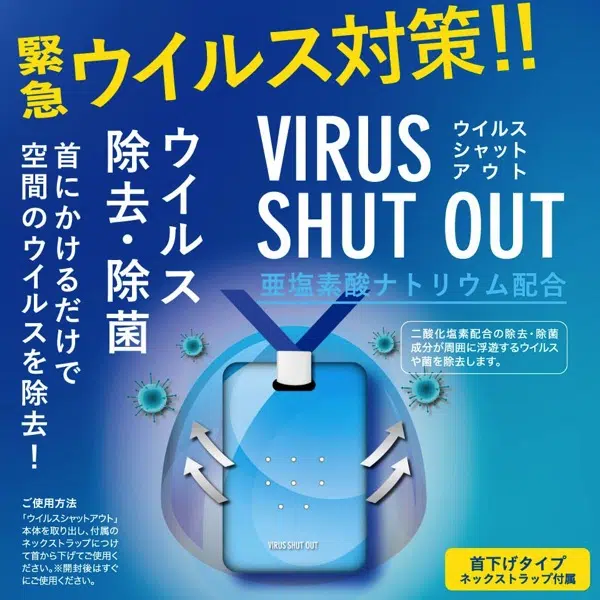 緊急ウイルス対策!!
ウイルス
除去・除菌
首にかけるだけで
空間のウイルスを除去!
VIRUS
SHUT OUT
ウイルス
シャット
アウト
亜塩素酸ナトリウム配合
二酸化塩素配合の除去・除菌
成分が周囲に浮遊するウイルス
や菌を除去します。
VIRUS SHUT OUT
ご使用方法
「ウイルスシャットアウト」
本体を取り出し、付属の
ネックストラップにつけ
て首から下げてご使用く
ださい。※開封後はすぐ
にご使用ください。
首下げタイプ
ネックストラップ付属